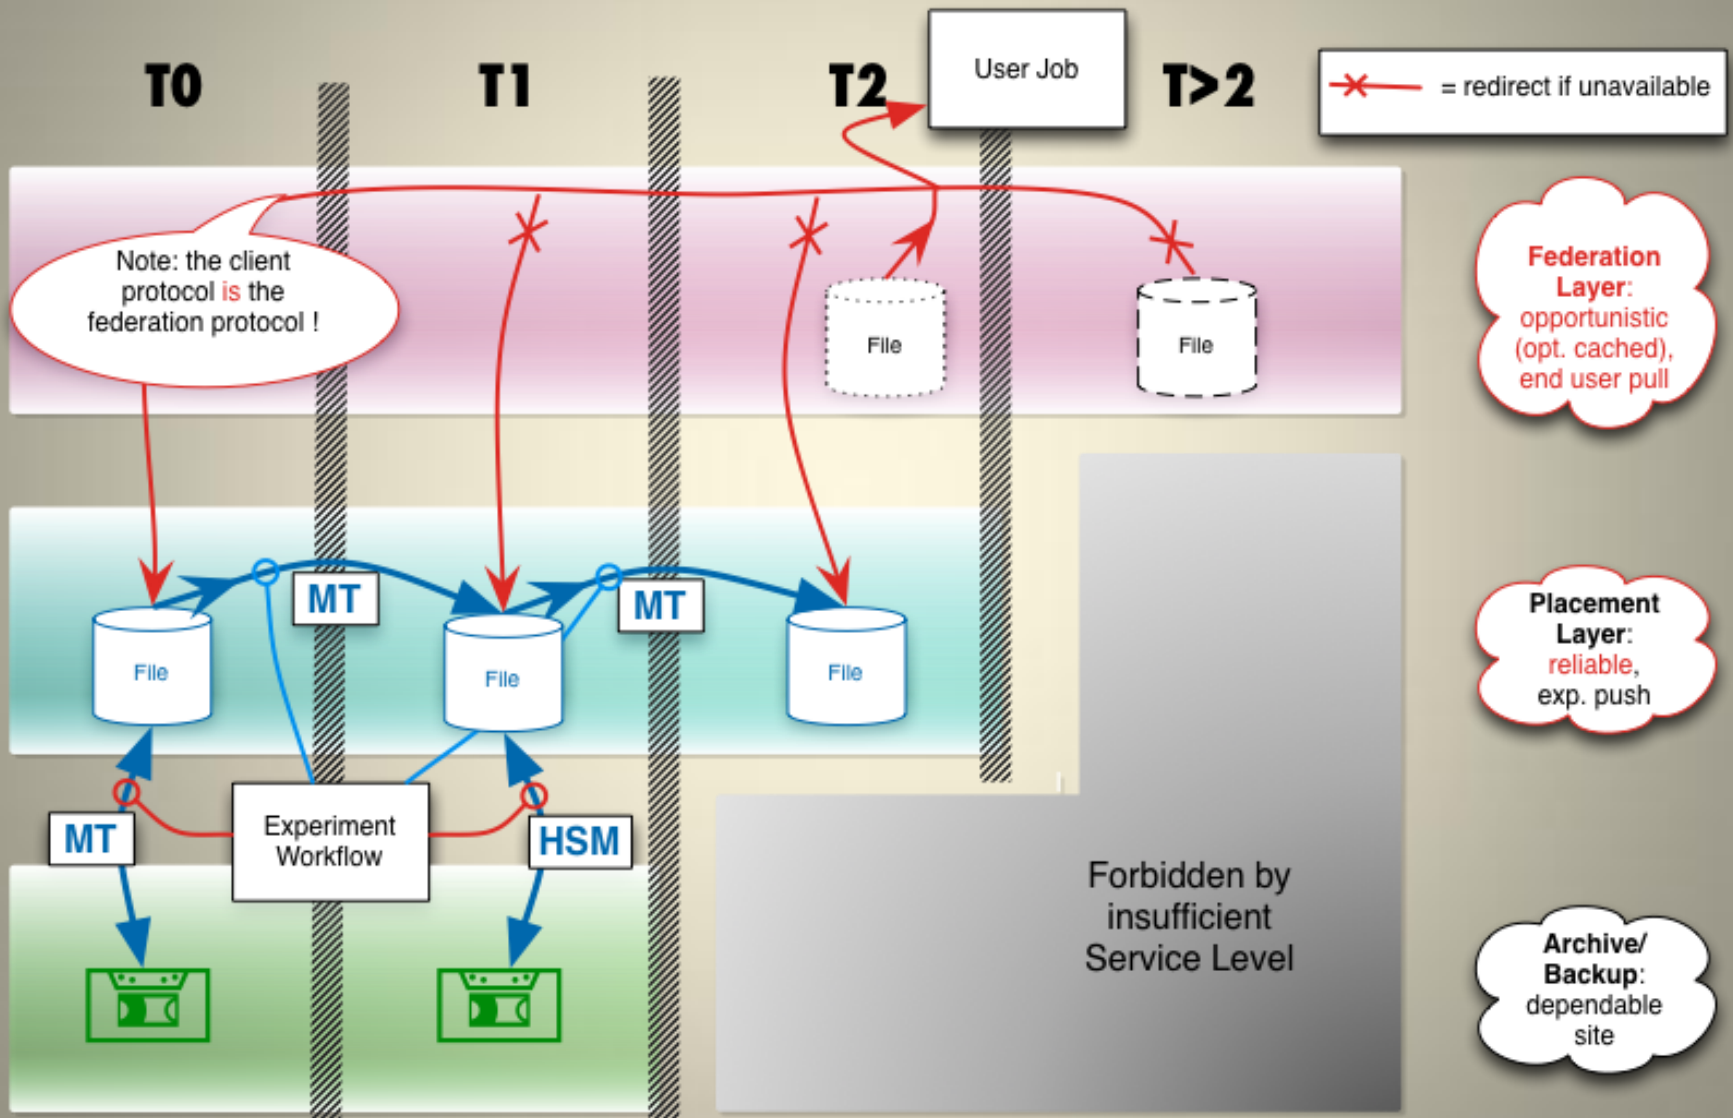 T0
T1
T2
User Job
T>2
= redirect if unavailable
Note: the client
protocol is the
federation protocol !
File
File
Federation
Layer:
opportunistic
(opt. cached),
end user pull
MT
MT
File
File
File
Placement
Layer:
reliable,
exp. push
MT
Experiment
Workflow
HSM
Forbidden by
insufficient
Service Level
Archive/
Backup:
dependable
site